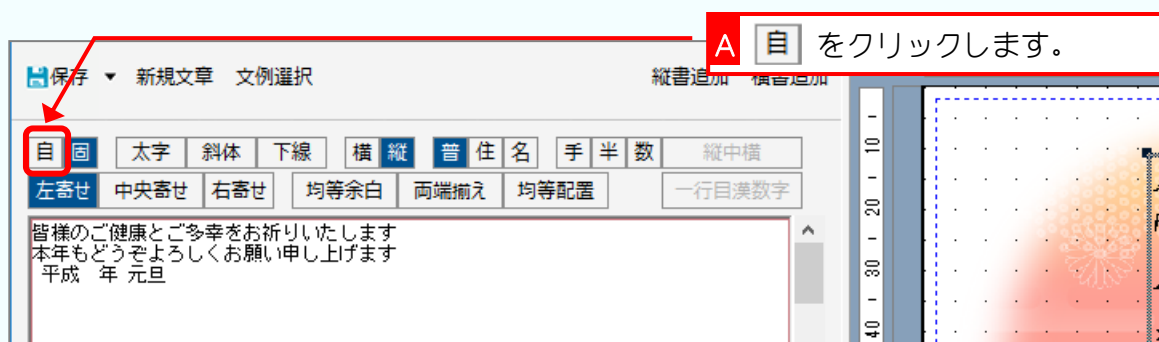 A 自 をクリックします。
保存 ▼ 新規文章 文例選択 縦書追加 横書追加
自 固 太字 斜体 下線 横 縦 普 住 名 手 半 数 縦中横
左寄せ 中央寄せ 右寄せ 均等余白 両端揃え 均等配置 一行目漢数字
皆様のご健康とご多幸をお祈りいたします
本年もどうぞよろしくお願い申し上げます
平成 年 元旦
10
20
30
40